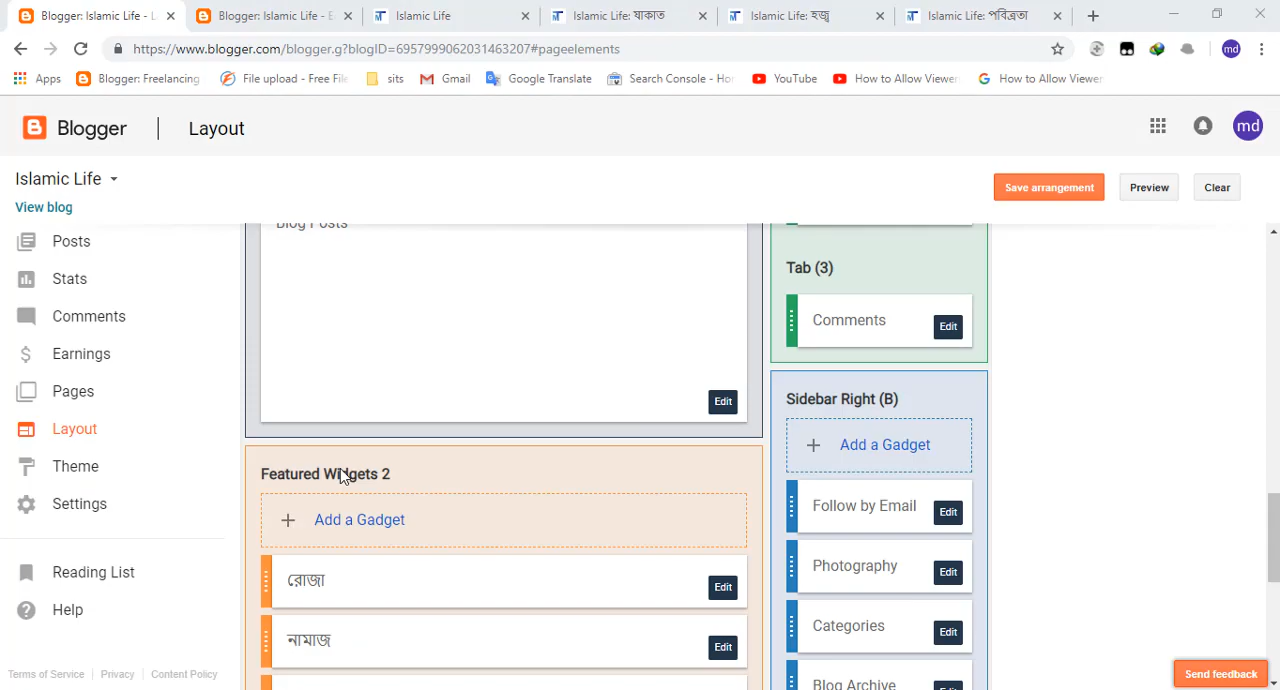 Blogger: Islamic Life - L
Blogger: Islamic Life - E
Islamic Life
Islamic Life: যাকাত
Islamic Life: হজ্ব
Islamic Life: পবিত্রতা
https://www.blogger.com/blogger.g?blogID=6957999062031463207#pageelements
md
Apps
Blogger: Freelancing
File upload - Free File
sits
Gmail
Google Translate
Search Console - Hom
YouTube
How to Allow Viewer
How to Allow Viewer
Blogger
Layout
md
Islamic Life
View blog
Save arrangement
Preview
Clear
Posts
Stats
Comments
Earnings
Pages
Layout
Theme
Settings
Reading List
Help
Terms of Service
Privacy
Content Policy
Blog Posts
Edit
Featured Widgets 2
+ Add a Gadget
রোজা
Edit
নামাজ
Edit
Tab (3)
Comments
Edit
Sidebar Right (B)
+ Add a Gadget
Follow by Email
Edit
Photography
Edit
Categories
Edit
Blog Archive
Edit
Send feedback